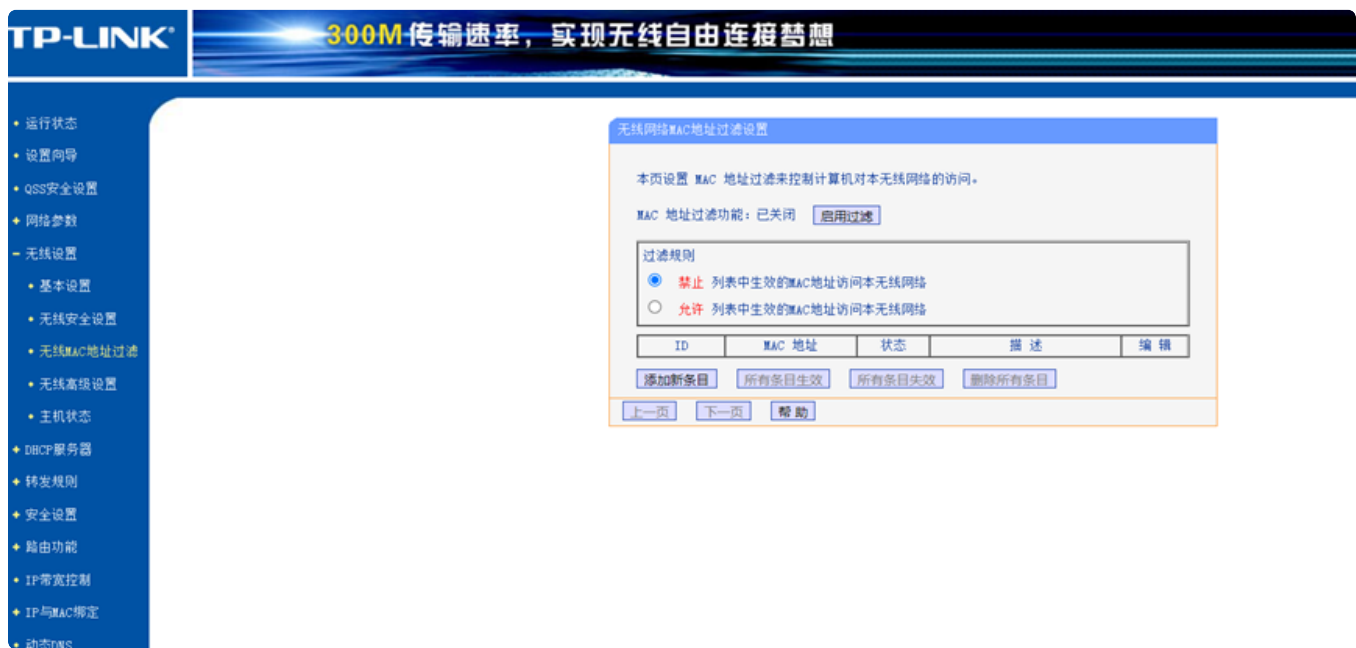 TP-LINK®
300M传输速率，实现无线自由连接梦想
• 运行状态
• 设置向导
• QSS安全设置
+ 网络参数
- 无线设置
• 基本设置
• 无线安全设置
• 无线MAC地址过滤
• 无线高级设置
• 主机状态
+ DHCP服务器
+ 转发规则
+ 安全设置
+ 路由功能
• IP带宽控制
+ IP与MAC绑定
• 动态DNS
无线网络MAC地址过滤设置
本页设置 MAC 地址过滤来控制计算机对本无线网络的访问。
MAC 地址过滤功能：已关闭 启用过滤
过滤规则
禁止 列表中生效的MAC地址访问本无线网络
允许 列表中生效的MAC地址访问本无线网络
ID MAC 地址 状态 描 述 编 辑
添加新条目 所有条目生效 所有条目失效 删除所有条目
上一页 下一页 帮 助